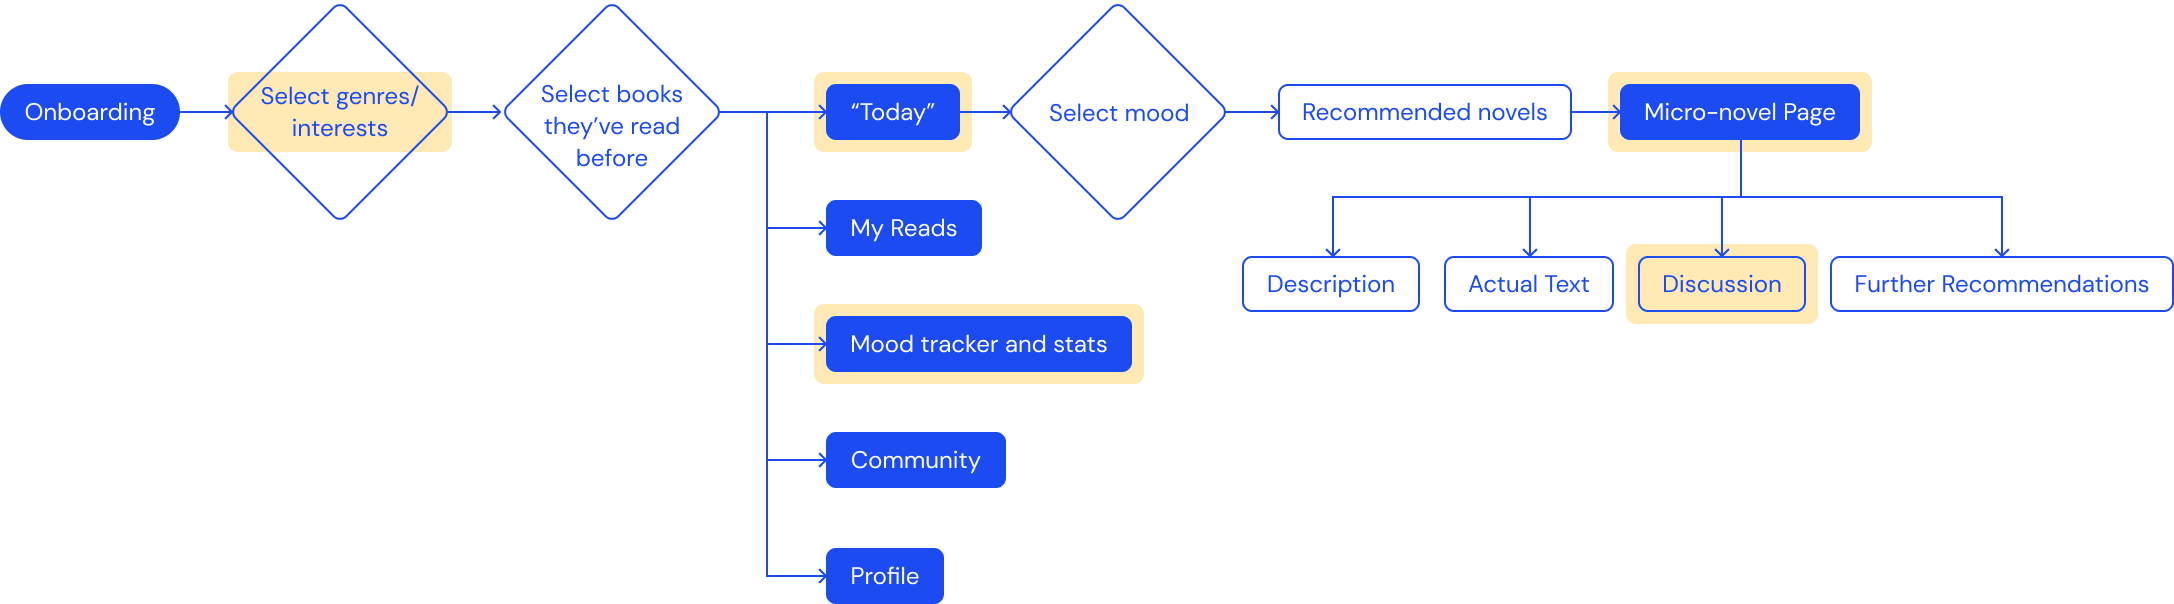 Onboarding
Select genres/
interests
Select books
they’ve read
before
“Today”
Select mood
Recommended novels
Micro-novel Page
My Reads
Description
Actual Text
Discussion
Further Recommendations
Mood tracker and stats
Community
Profile